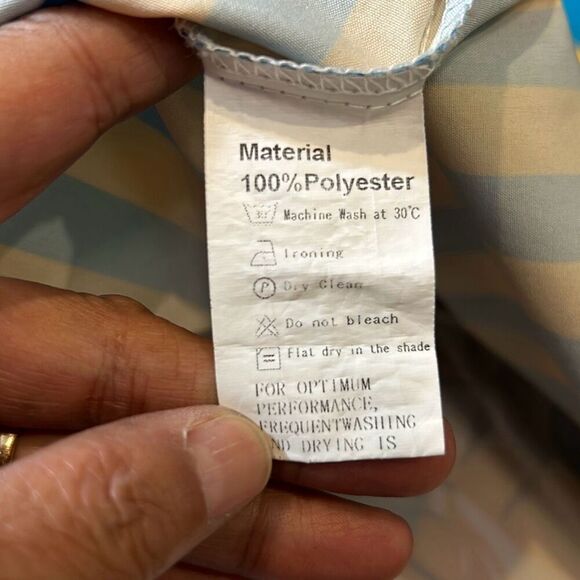 Material
100%Polyester
30 Machine Wash at 30℃
Ironing
P Dry Clean
Do not bleach
Flat dry in the shade
FOR OPTIMUM
PERFORMANCE,
FREQUENTWASHING
AND DRYING IS